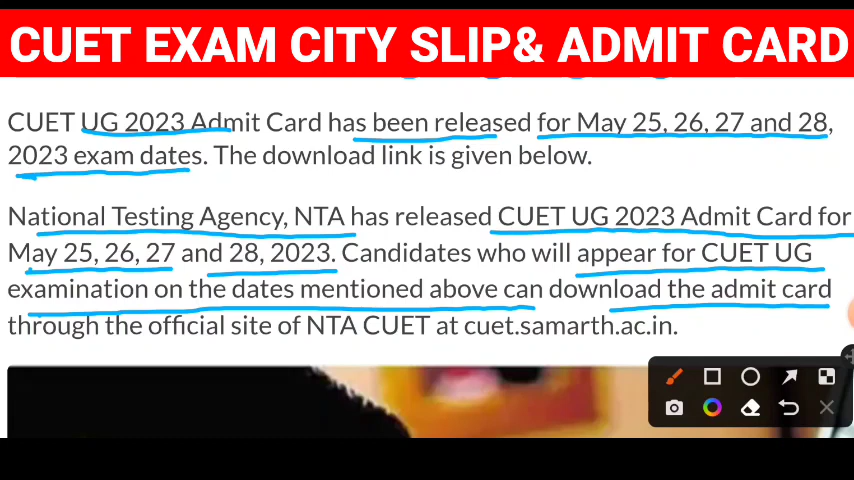 CUET EXAM CITY SLIP& ADMIT CARD
CUET UG 2023 Admit Card has been released for May 25, 26, 27 and 28,
2023 exam dates. The download link is given below.
National Testing Agency, NTA has released CUET UG 2023 Admit Card for
May 25, 26, 27 and 28, 2023. Candidates who will appear for CUET UG
examination on the dates mentioned above can download the admit card
through the official site of NTA CUET at cuet.samarth.ac.in.